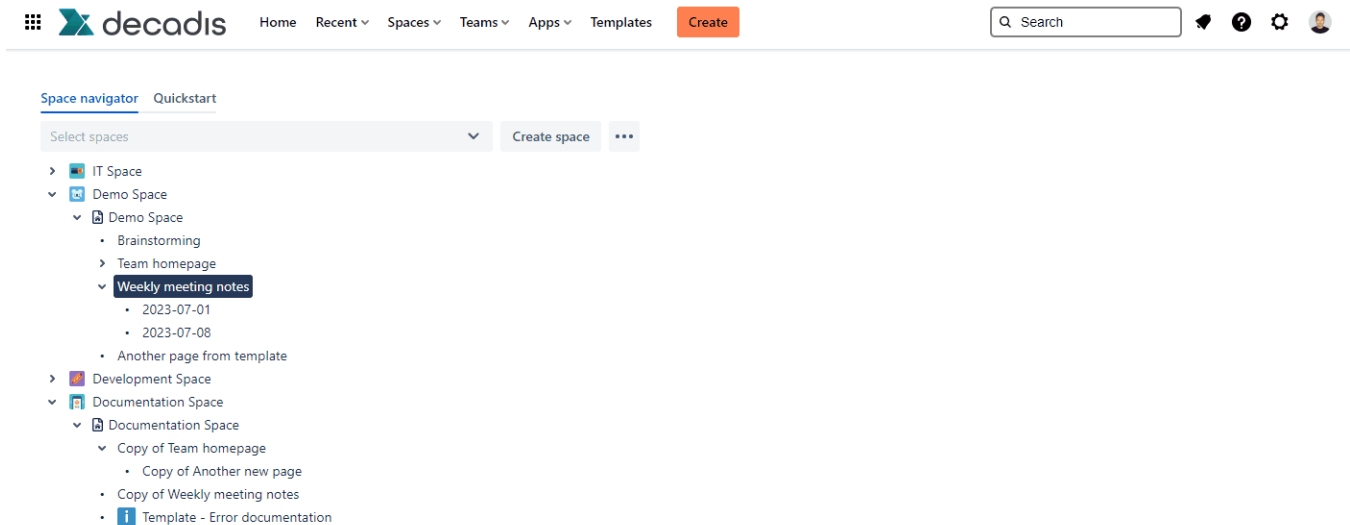 decadis Home Recent Spaces Teams Apps Templates Create Search
Space navigator Quickstart
Select spaces Create space
IT Space
Demo Space
Demo Space
Brainstorming
Team homepage
Weekly meeting notes
2023-07-01
2023-07-08
Another page from template
Development Space
Documentation Space
Documentation Space
Copy of Team homepage
Copy of Another new page
Copy of Weekly meeting notes
Template - Error documentation